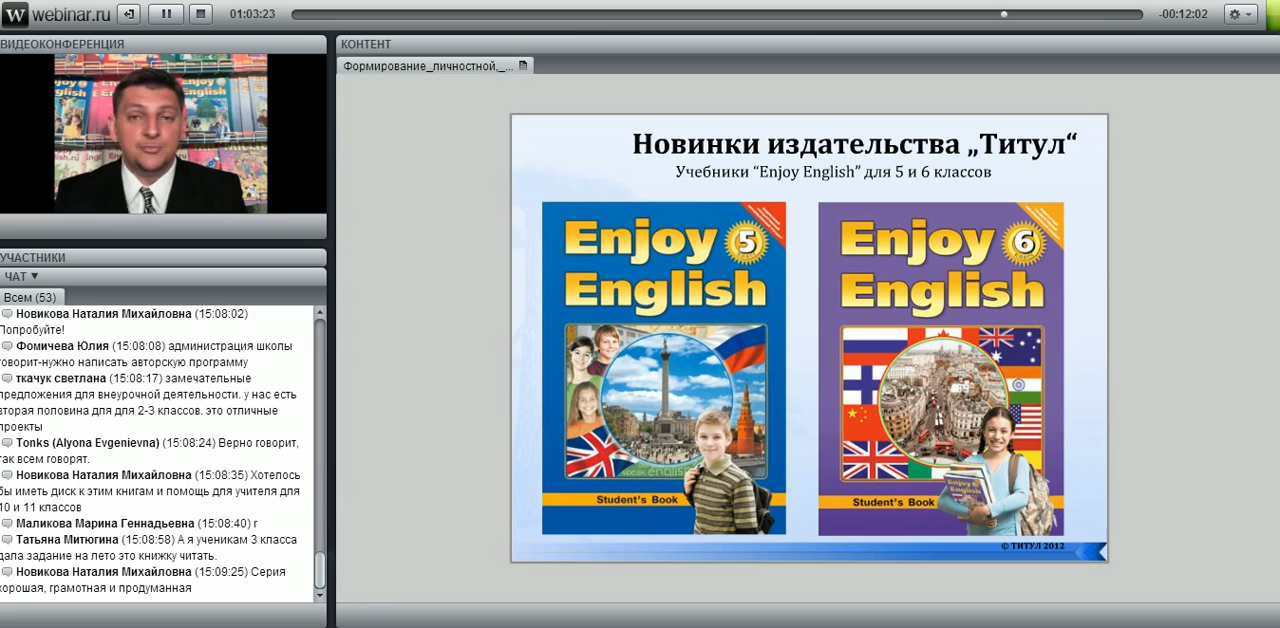 W webinar.ru 01:03:23 -00:12:02
ВИДЕОКОНФЕРЕНЦИЯ
Enjoy
English
УЧАСТНИКИ
ЧАТ ▼
Всем (53)
Новикова Наталия Михайловна (15:08:02)
Попробуйте!
Фомичева Юлия (15:08:08) администрация школы
говорит-нужно написать авторскую программу
ткачук светлана (15:08:17) замечательные
предложения для внеурочной деятельности. у нас есть
вторая половина для для 2-3 классов. это отличные
проекты
Tonks (Alyona Evgenievna) (15:08:24) Верно говорит,
так всем говорят.
Новикова Наталия Михайловна (15:08:35) Хотелось
бы иметь диск к этим книгам и помощь для учителя для
10 и 11 классов
Маликова Марина Геннадьевна (15:08:40) г
Татьяна Митюгина (15:08:58) А я ученикам 3 класса
дала задание на лето это книжку читать.
Новикова Наталия Михайловна (15:09:25) Серия
хорошая, грамотная и продуманная
КОНТЕНТ
Формирование_личностной,_...
Новинки издательства „Титул“
Учебники “Enjoy English” для 5 и 6 классов
Enjoy 5
English
speak english
Student's Book
Enjoy 6
English
Enjoy
English
Student's Book
© ТИТУЛ 2012